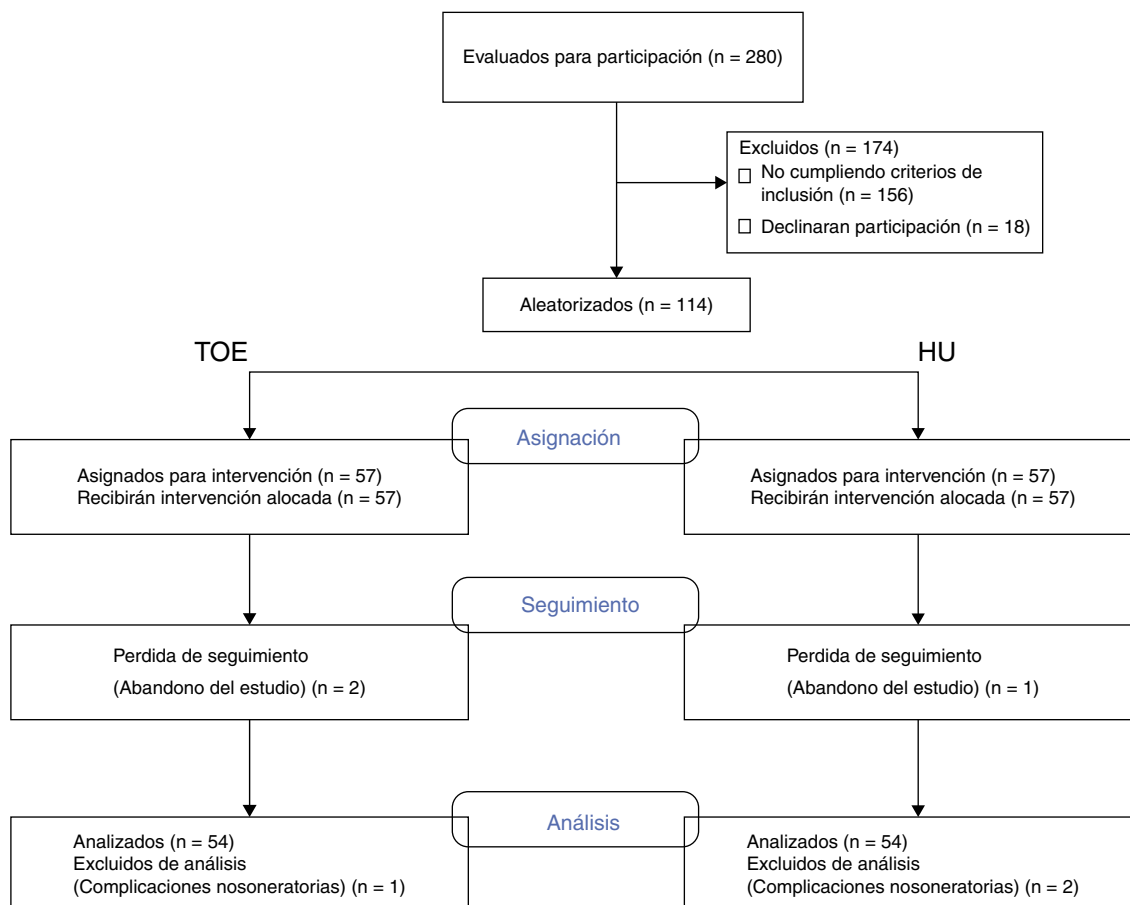 Evaluados para participación (n = 280)
Excluidos (n = 174)
No cumpliendo criterios de
inclusión (n = 156)
Declinaran participación (n = 18)
Aleatorizados (n = 114)
TOE
HU
Asignación
Asignados para intervención (n = 57)
Recibirán intervención alocada (n = 57)
Asignados para intervención (n = 57)
Recibirán intervención alocada (n = 57)
Seguimiento
Perdida de seguimiento
(Abandono del estudio) (n = 2)
Perdida de seguimiento
(Abandono del estudio) (n = 1)
Análisis
Analizados (n = 54)
Excluidos de análisis
(Complicaciones nosoneratorias) (n = 1)
Analizados (n = 54)
Excluidos de análisis
(Complicaciones nosoneratorias) (n = 2)